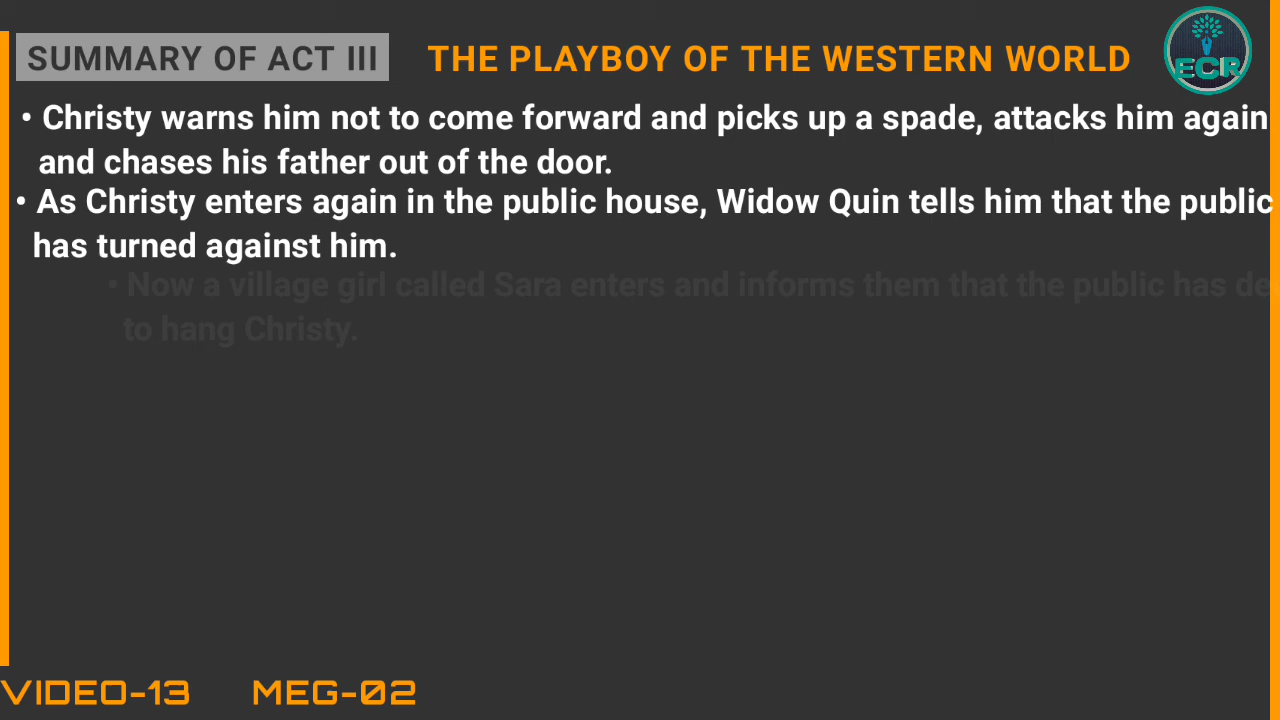 SUMMARY OF ACT III THE PLAYBOY OF THE WESTERN WORLD
ECR
• Christy warns him not to come forward and picks up a spade, attacks him again
and chases his father out of the door.
• As Christy enters again in the public house, Widow Quin tells him that the public
has turned against him.
• Now a village girl called Sara enters and informs them that the public has de
to hang Christy.
VIDEO-13 MEG-02